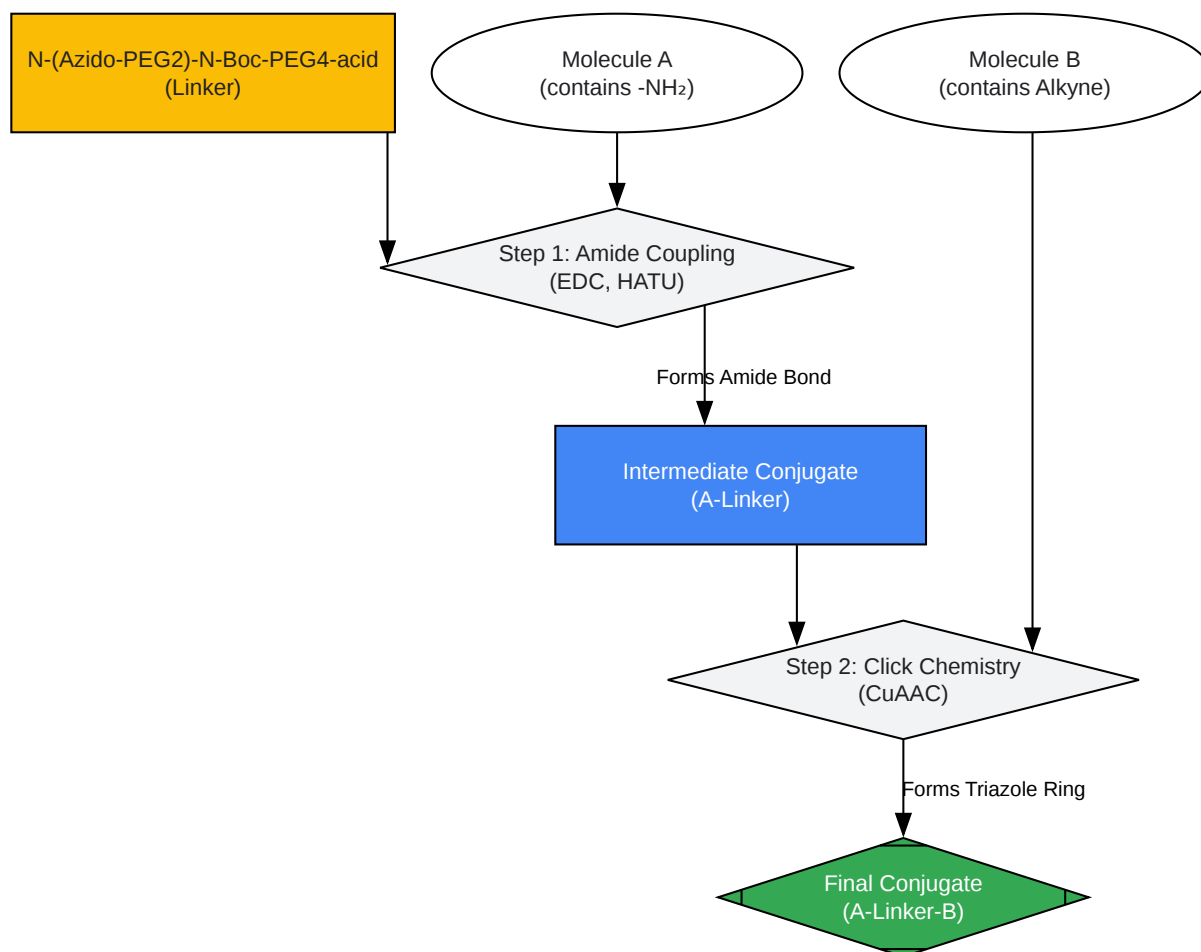 N-(Azido-PEG2)-N-Boc-PEG4-acid
(Linker)
Molecule A
(contains -NH₂)
Molecule B
(contains Alkyne)
Step 1: Amide Coupling
(EDC, HATU)
Forms Amide Bond
Intermediate Conjugate
(A-Linker)
Step 2: Click Chemistry
(CuAAC)
Forms Triazole Ring
Final Conjugate
(A-Linker-B)